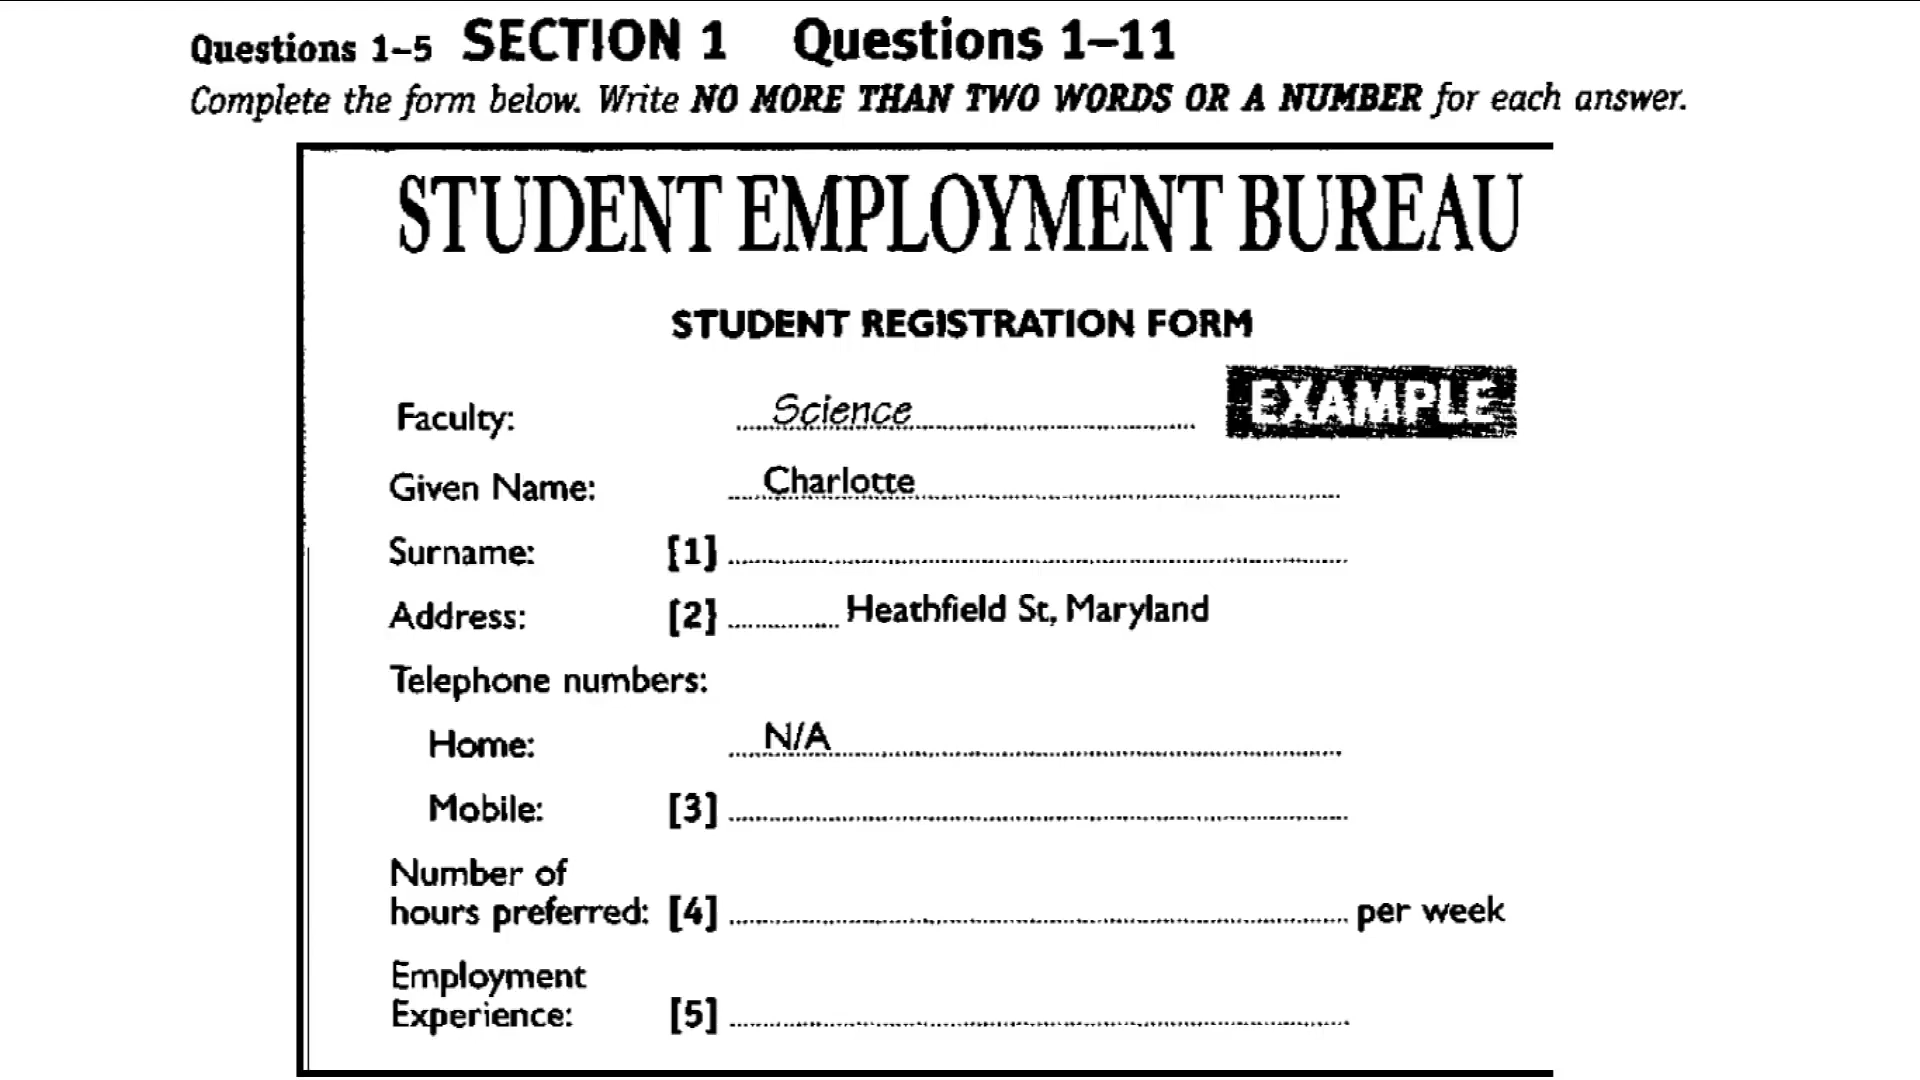 Questions 1–5 SECTION 1 Questions 1–11
Complete the form below. Write NO MORE THAN TWO WORDS OR A NUMBER for each answer.
STUDENT EMPLOYMENT BUREAU
STUDENT REGISTRATION FORM
Faculty: Science EXAMPLE
Given Name: Charlotte
Surname: [1]
Address: [2] Heathfield St, Maryland
Telephone numbers:
Home: N/A
Mobile: [3]
Number of
hours preferred: [4] per week
Employment
Experience: [5]